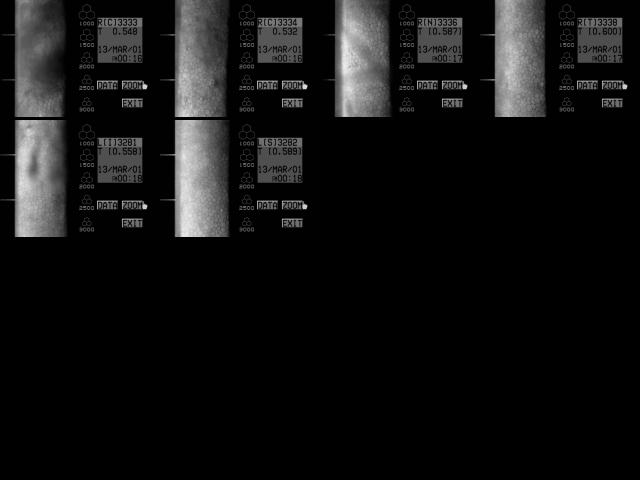 1000
R(C)3333
T 0.548
1500
13/MAR/01
00:16
2000
DATA ZOOM
2500
EXIT
3000
1000
R(C)3334
T 0.532
1500
13/MAR/01
00:16
2000
DATA ZOOM
2500
EXIT
3000
1000
R(N)3336
T [0.587]
1500
13/MAR/01
00:17
2000
DATA ZOOM
2500
EXIT
3000
1000
R(T)3338
T [0.600]
1500
13/MAR/01
00:17
2000
DATA ZOOM
2500
EXIT
3000
1000
L(I)3281
T [0.558]
1500
13/MAR/01
00:18
2000
DATA ZOOM
2500
EXIT
3000
1000
L(S)3282
T [0.589]
1500
13/MAR/01
00:18
2000
DATA ZOOM
2500
EXIT
3000